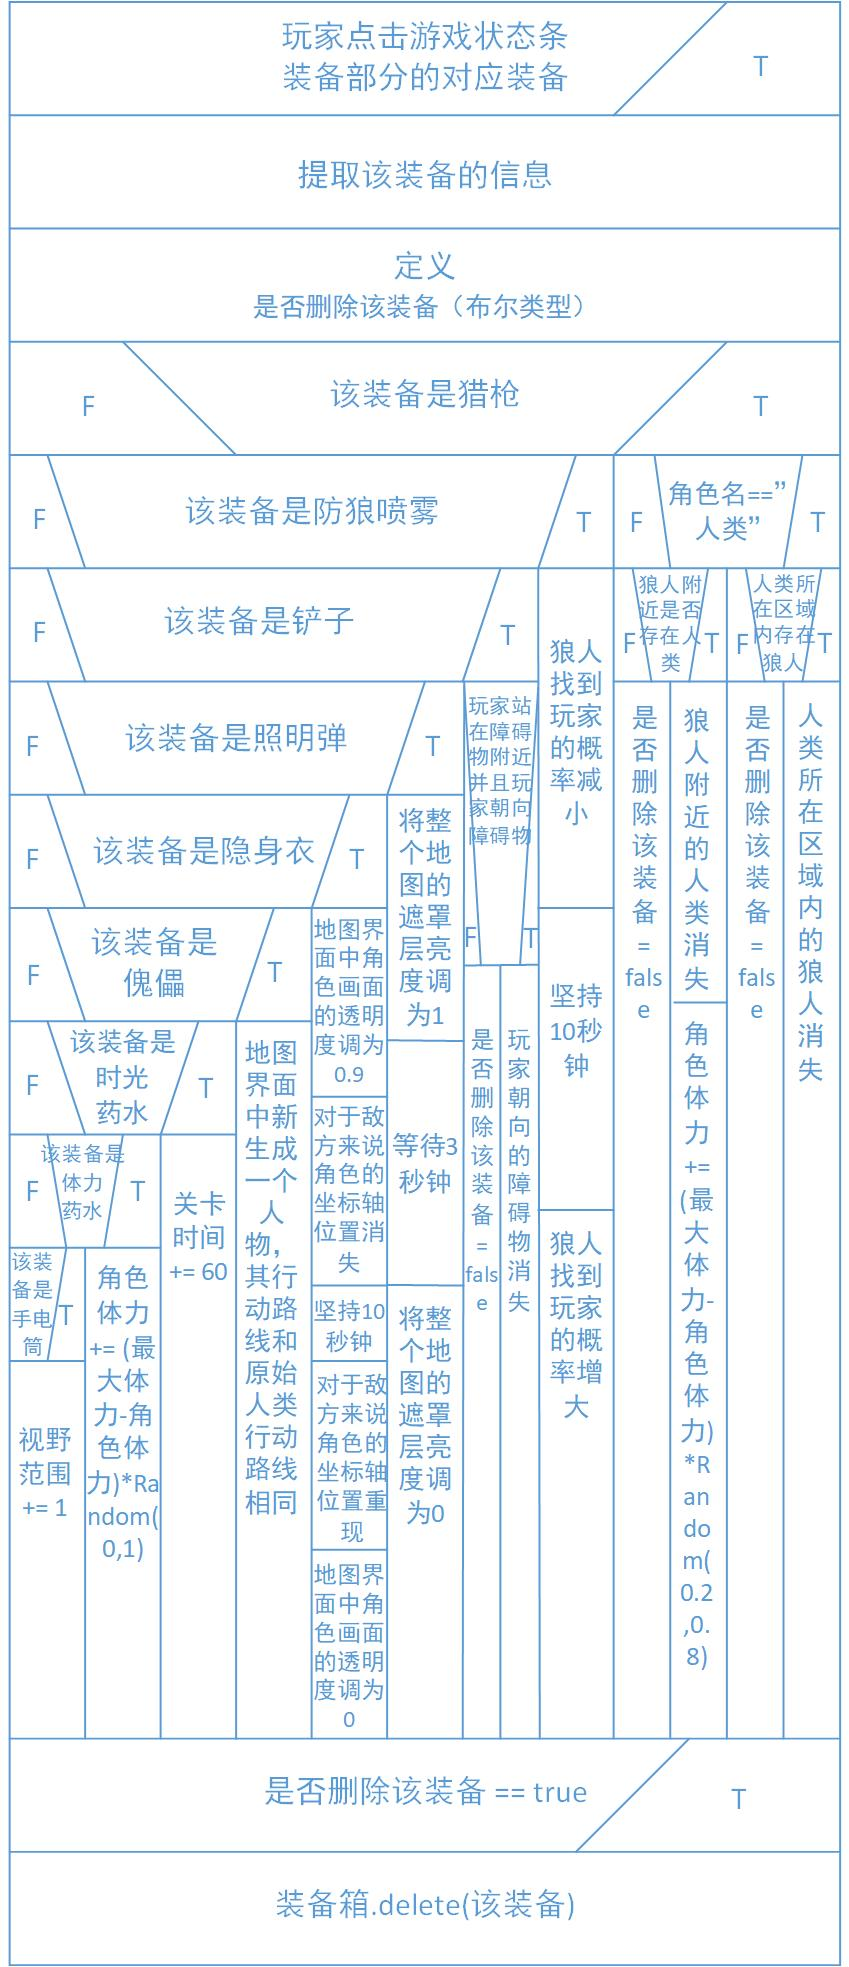 玩家点击游戏状态条
装备部分的对应装备
T
提取该装备的信息
定义
是否删除该装备（布尔类型）
F
该装备是猎枪
T
F
该装备是防狼喷雾
T
F
角色名==”
人类”
T
F
该装备是铲子
T
狼人
找到
玩家
的概
率减
小
坚持
10秒
钟
狼人
找到
玩家
的概
率增
大
F
狼人附
近是否
存在人
类
T
F
人类所
在区域
内存在
狼人
T
F
该装备是照明弹
T
玩家站
在障碍
物附近
并且玩
家朝向
障碍物
F
T
是
否
删
除
该
装
备
=
fals
e
玩
家
朝
向
的
障
碍
物
消
失
是
否
删
除
该
装
备
=
fals
e
狼
人
附
近
的
人
类
消
失
角
色
体
力
+=
(最
大
体
力-
角
色
体
力)
*R
an
do
m(
0.2
,0.
8)
是
否
删
除
该
装
备
=
fals
e
人
类
所
在
区
域
内
的
狼
人
消
失
F
该装备是隐身衣
T
将整
个地
图的
遮罩
层亮
度调
为1
等待3
秒钟
将整
个地
图的
遮罩
层亮
度调
为0
F
该装备是
傀儡
T
地图界
面中角
色画面
的透明
度调为
0.9
对于敌
方来说
角色的
坐标轴
位置消
失
坚持10
秒钟
对于敌
方来说
角色的
坐标轴
位置重
现
地图界
面中角
色画面
的透明
度调为
0
F
该装备是
时光
药水
T
地图
界面
中新
生成
一个
人
物，
其行
动路
线和
原始
人类
行动
路线
相同
F
该装备是
体力
药水
T
关卡
时间
+= 60
该装
备是
手电
筒
T
角色
体力
+= (最
大体
力-角
色体
力)*Ra
ndom(
0,1)
视野
范围
+= 1
是否删除该装备 == true
T
装备箱.delete(该装备)